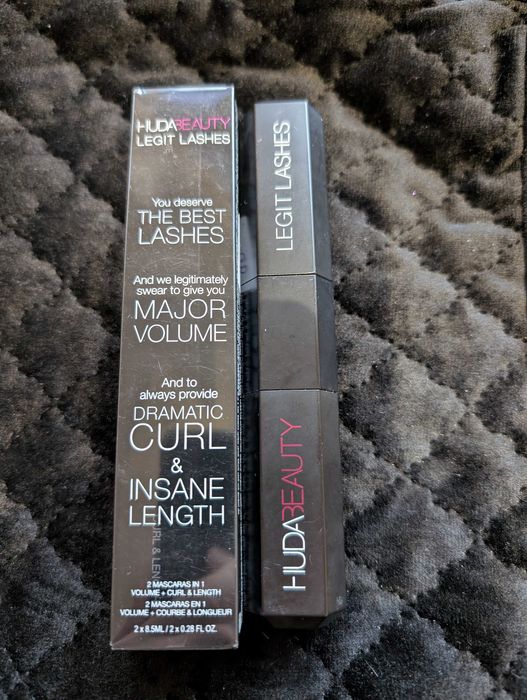 HUDABEAUTY
LEGIT LASHES
You deserve
THE BEST
LASHES
And we legitimately
swear to give you
MAJOR
VOLUME
And to
always provide
DRAMATIC
CURL
&
INSANE
LENGTH
2 MASCARAS IN 1
VOLUME + CURL & LENGTH
2 MASCARAS EN 1
VOLUME + COURBE & LONGUEUR
2 x 8.5ML / 2 x 0.28 FL OZ.
LEGIT LASHES
HUDABEAUTY